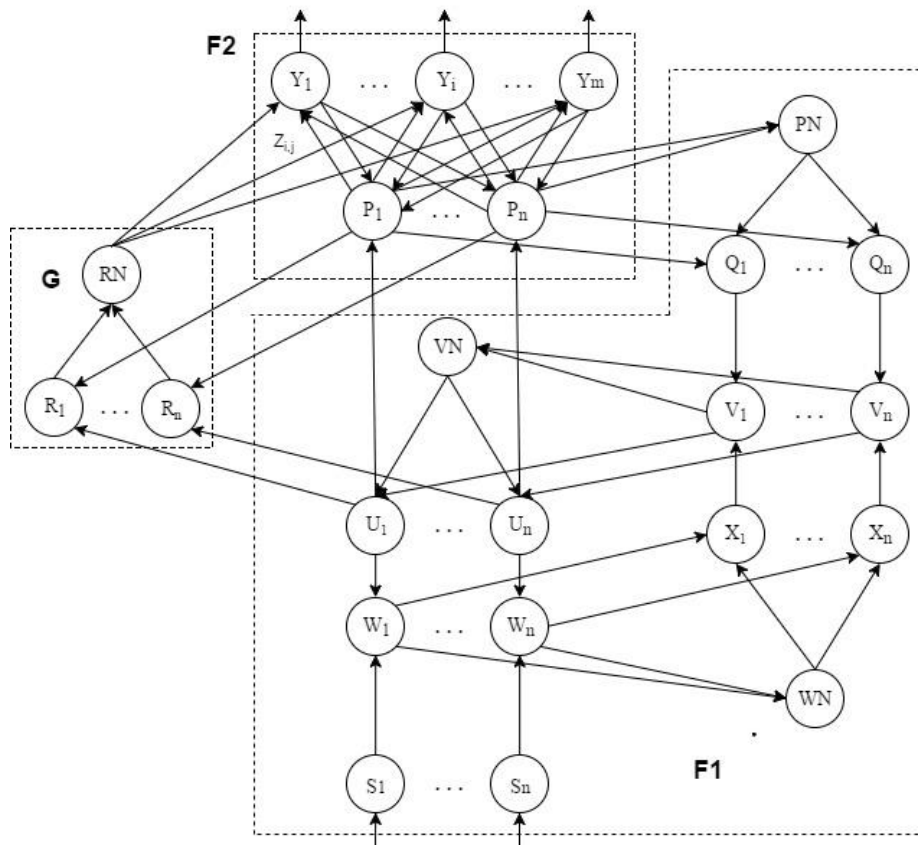 F2
Y₁ . . . Yᵢ . . . Yₘ
PN
Zᵢ,ⱼ
P₁ . . . Pₙ
G
RN
Q₁ . . . Qₙ
VN
R₁ . . . Rₙ
V₁ . . . Vₙ
U₁ . . . Uₙ
X₁ . . . Xₙ
W₁ . . . Wₙ
WN
F1
S₁ . . . Sₙ